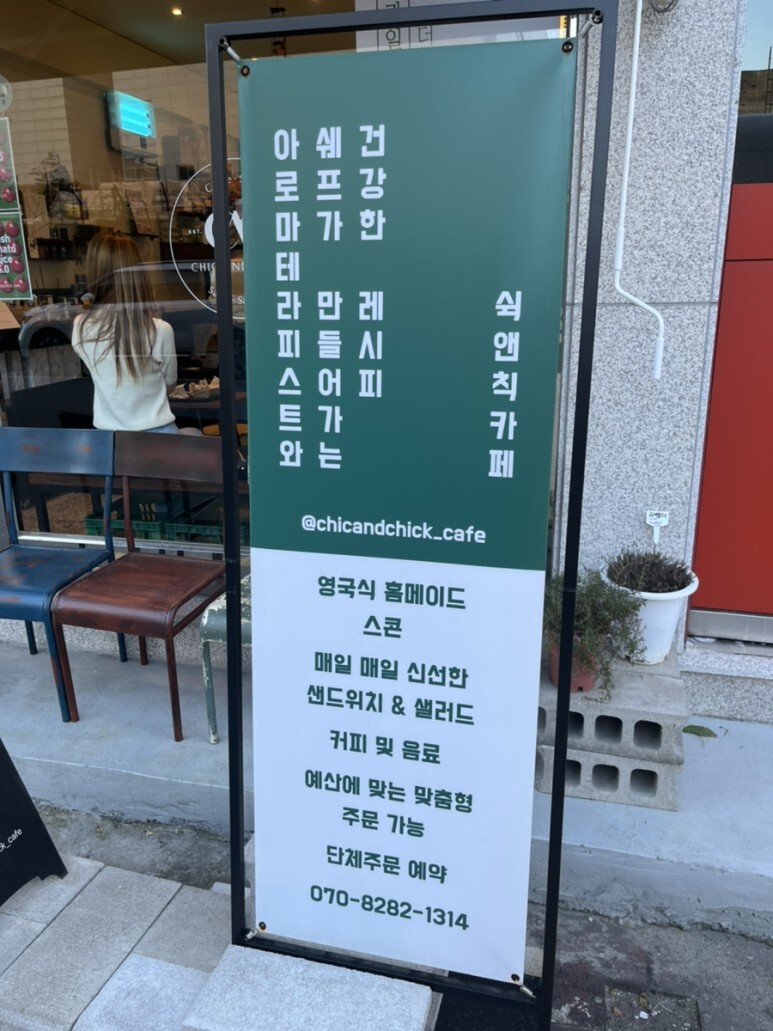 아로마테라피스트와
쉐프가 만들어가는
건강한 레시피
쉭앤칙카페
@chicandchick_cafe
영국식 홈메이드
스콘
매일 매일 신선한
샌드위치 & 샐러드
커피 및 음료
예산에 맞는 맞춤형
주문 가능
단체주문 예약
070-8282-1314